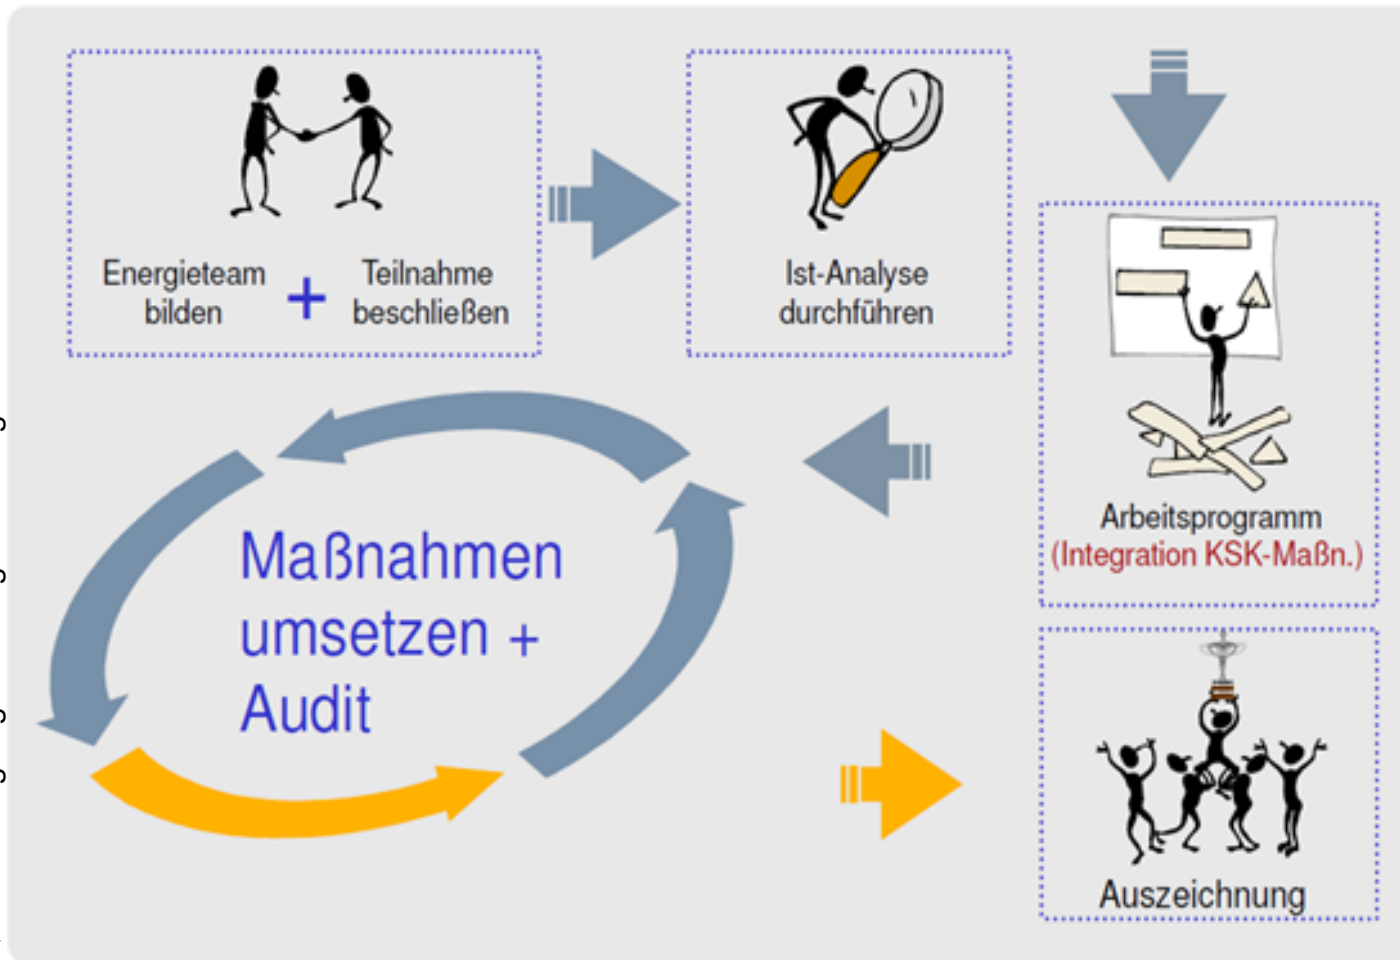 Energieteam
bilden
+
Teilnahme
beschließen
Ist-Analyse
durchführen
Arbeitsprogramm
(Integration KSK-Maßn.)
Maßnahmen
umsetzen +
Audit
Auszeichnung